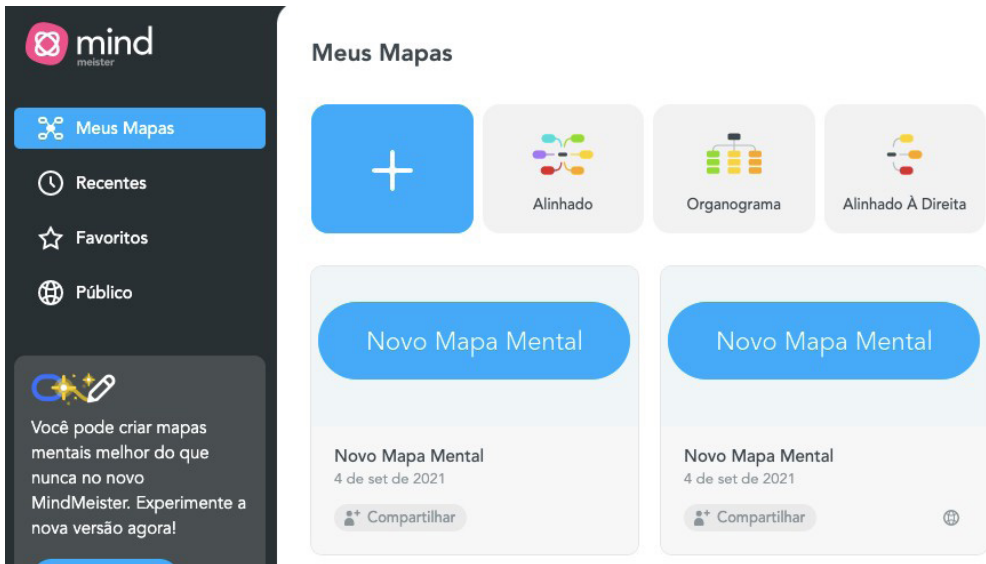 mind
meister
Meus Mapas
Recentes
Favoritos
Público
Você pode criar mapas
mentais melhor do que
nunca no novo
MindMeister. Experimente a
nova versão agora!
Meus Mapas
Alinhado
Organograma
Alinhado À Direita
Novo Mapa Mental
Novo Mapa Mental
4 de set de 2021
Compartilhar
Novo Mapa Mental
Novo Mapa Mental
4 de set de 2021
Compartilhar